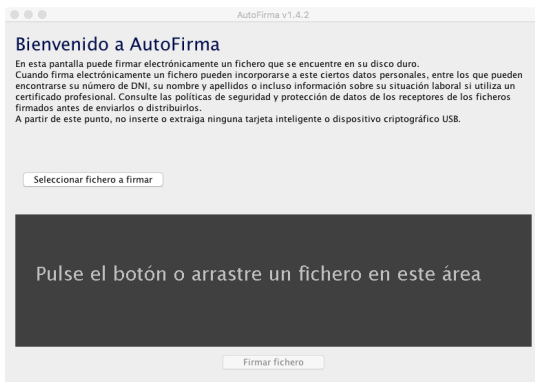 AutoFirma v1.4.2
Bienvenido a AutoFirma
En esta pantalla puede firmar electrónicamente un fichero que se encuentre en su disco duro.
Cuando firma electrónicamente un fichero pueden incorporarse a este ciertos datos personales, entre los que pueden
encontrarse su número de DNI, su nombre y apellidos o incluso información sobre su situación laboral si utiliza un
certificado profesional. Consulte las políticas de seguridad y protección de datos de los receptores de los ficheros
firmados antes de enviarlos o distribuirlos.
A partir de este punto, no inserte o extraiga ninguna tarjeta inteligente o dispositivo criptográfico USB.
Seleccionar fichero a firmar
Pulse el botón o arrastre un fichero en este área
Firmar fichero